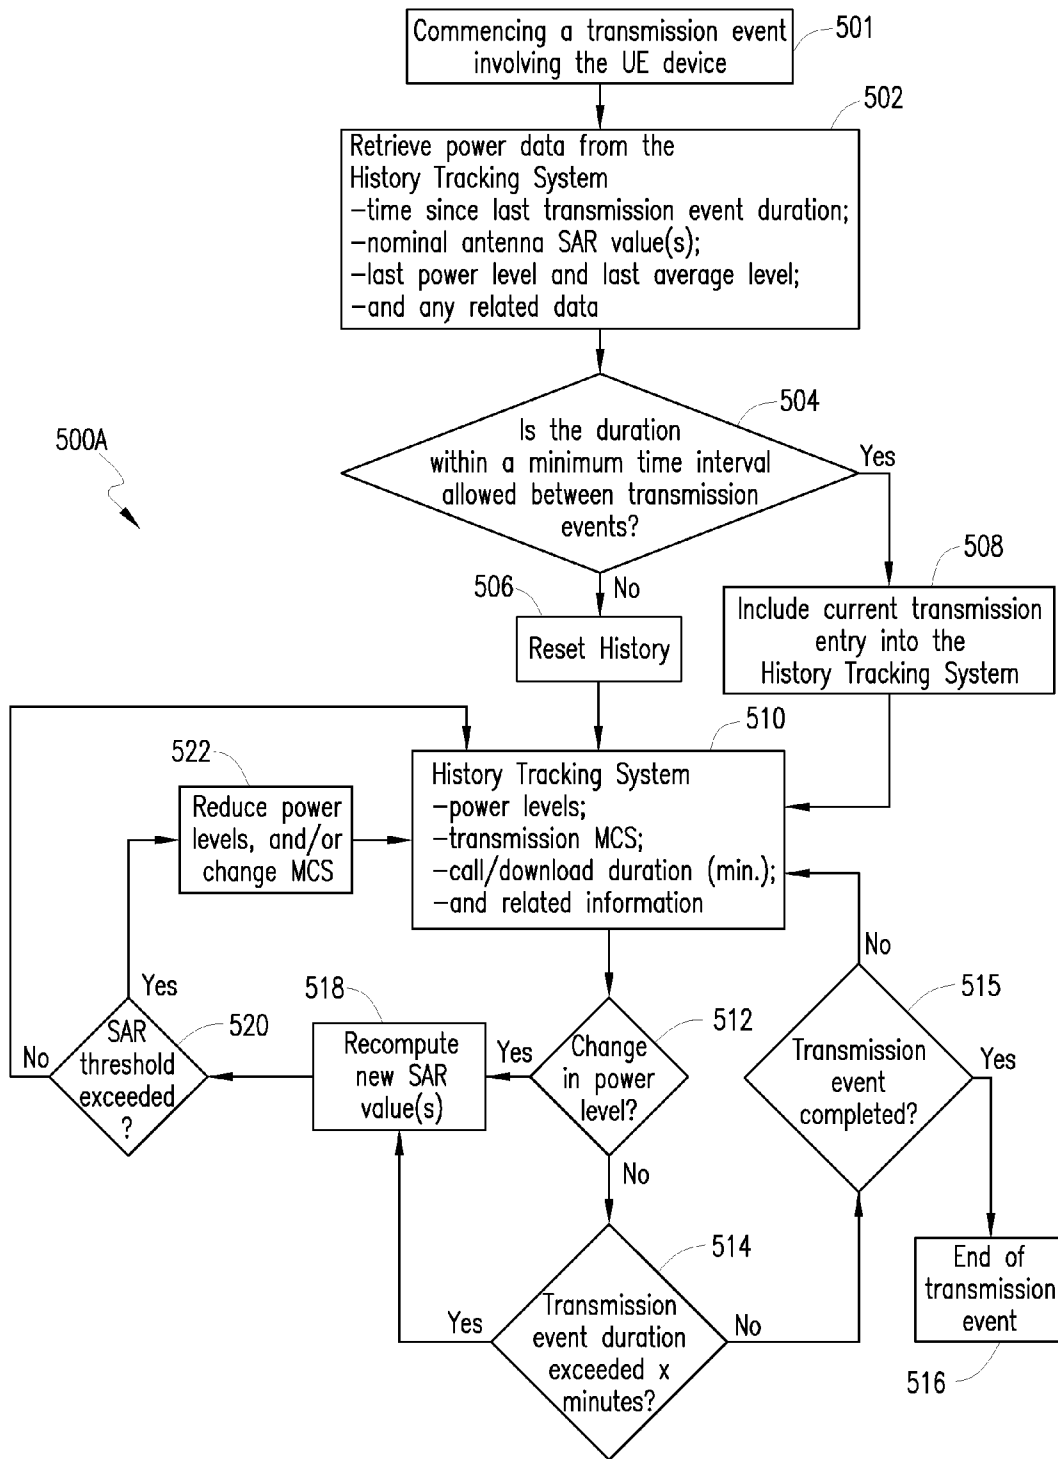 Commencing a transmission event
involving the UE device
501
502
Retrieve power data from the
History Tracking System
-time since last transmission event duration;
-nominal antenna SAR value(s);
-last power level and last average level;
-and any related data
504
Is the duration
within a minimum time interval
allowed between transmission
events?
Yes
500A
No
506
Reset History
508
Include current transmission
entry into the
History Tracking System
510
History Tracking System
-power levels;
-transmission MCS;
-call/download duration (min.);
-and related information
522
Reduce power
levels, and/or
change MCS
Yes
520
SAR
threshold
exceeded
?
No
518
Recompute
new SAR
value(s)
Yes
512
Change
in power
level?
No
No
515
Transmission
event
completed?
Yes
514
Transmission
event duration
exceeded x
minutes?
Yes
No
End of
transmission
event
516